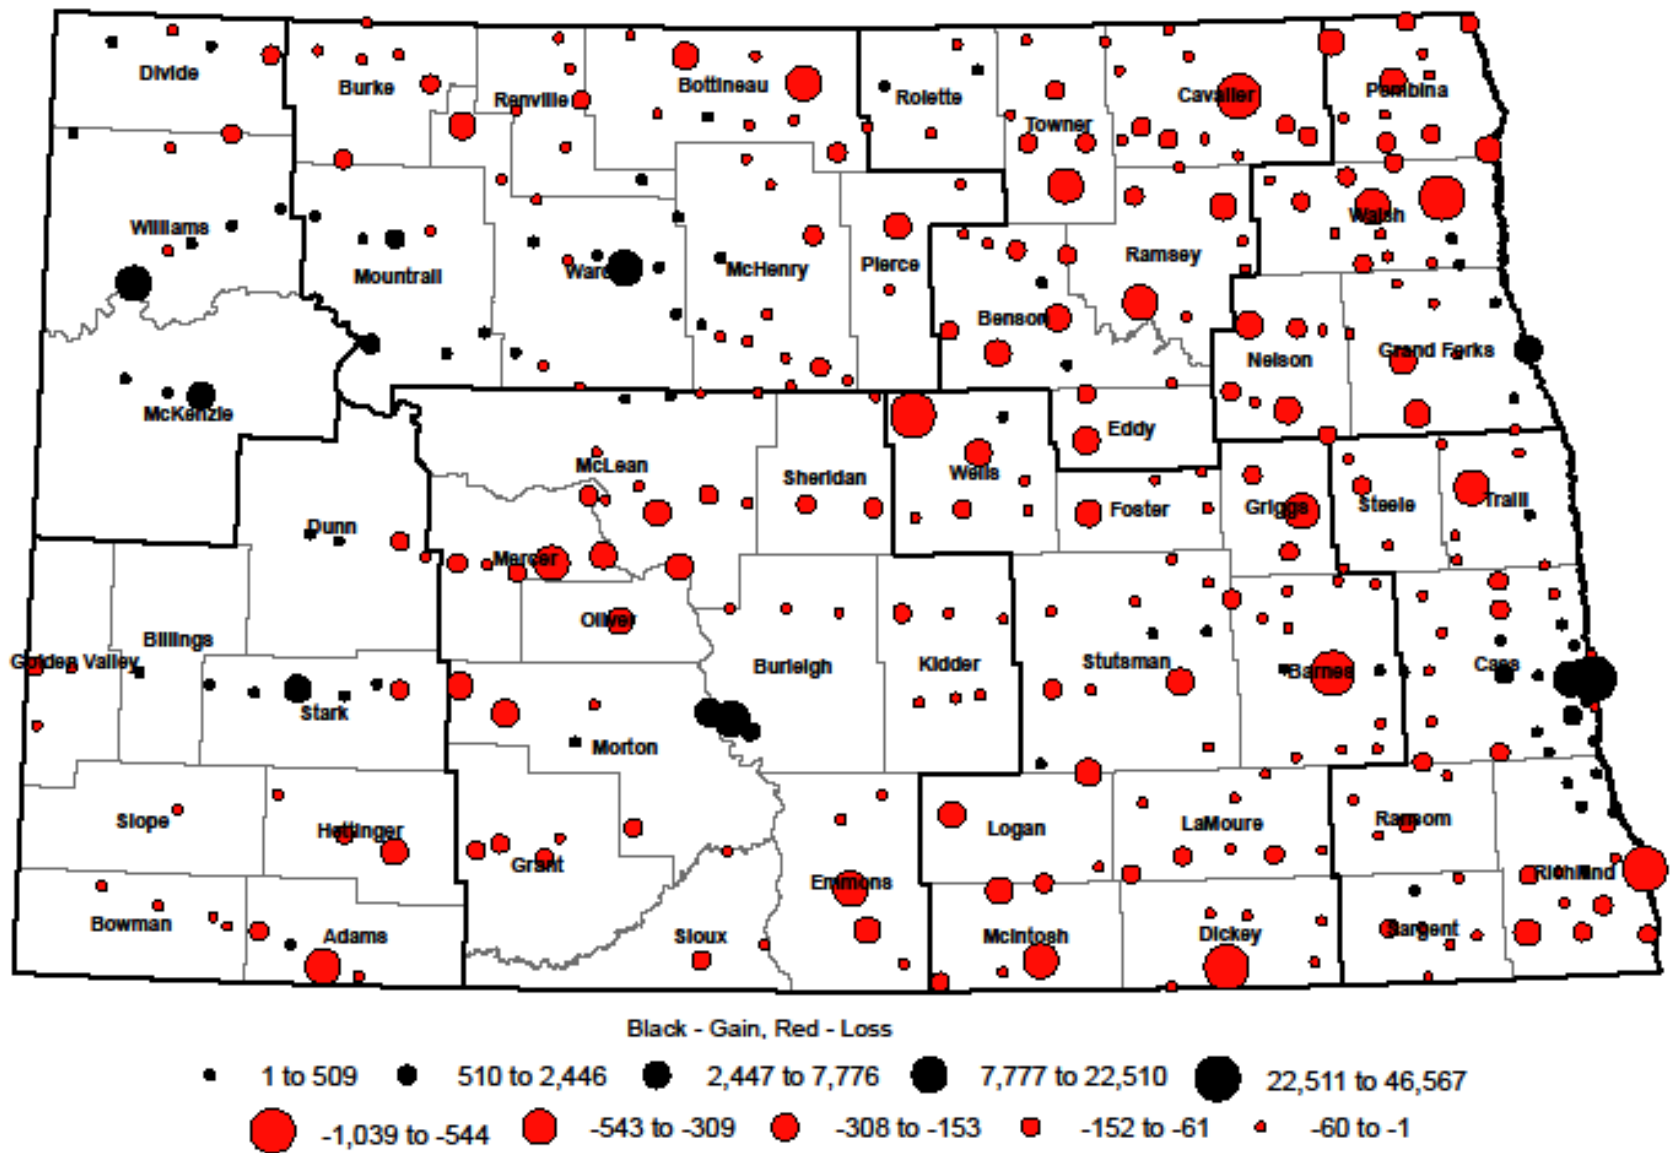 Divide
Burke
Renville
Bottineau
Rolette
Towner
Cavalier
Pembina
Williams
Mountrail
Ward
McHenry
Pierce
Benson
Ramsey
Walsh
Nelson
Grand Forks
McKenzie
McLean
Sheridan
Wells
Eddy
Foster
Griggs
Steele
Traill
Dunn
Mercer
Oliver
Golden Valley
Billings
Stark
Morton
Burleigh
Kidder
Stutsman
Barnes
Cass
Slope
Hettinger
Grant
Emmons
Logan
LaMoure
Ransom
Richland
Bowman
Adams
Sioux
McIntosh
Dickey
Sargent
Black - Gain, Red - Loss
1 to 509 510 to 2,446 2,447 to 7,776 7,777 to 22,510 22,511 to 46,567
-1,039 to -544 -543 to -309 -308 to -153 -152 to -61 -60 to -1